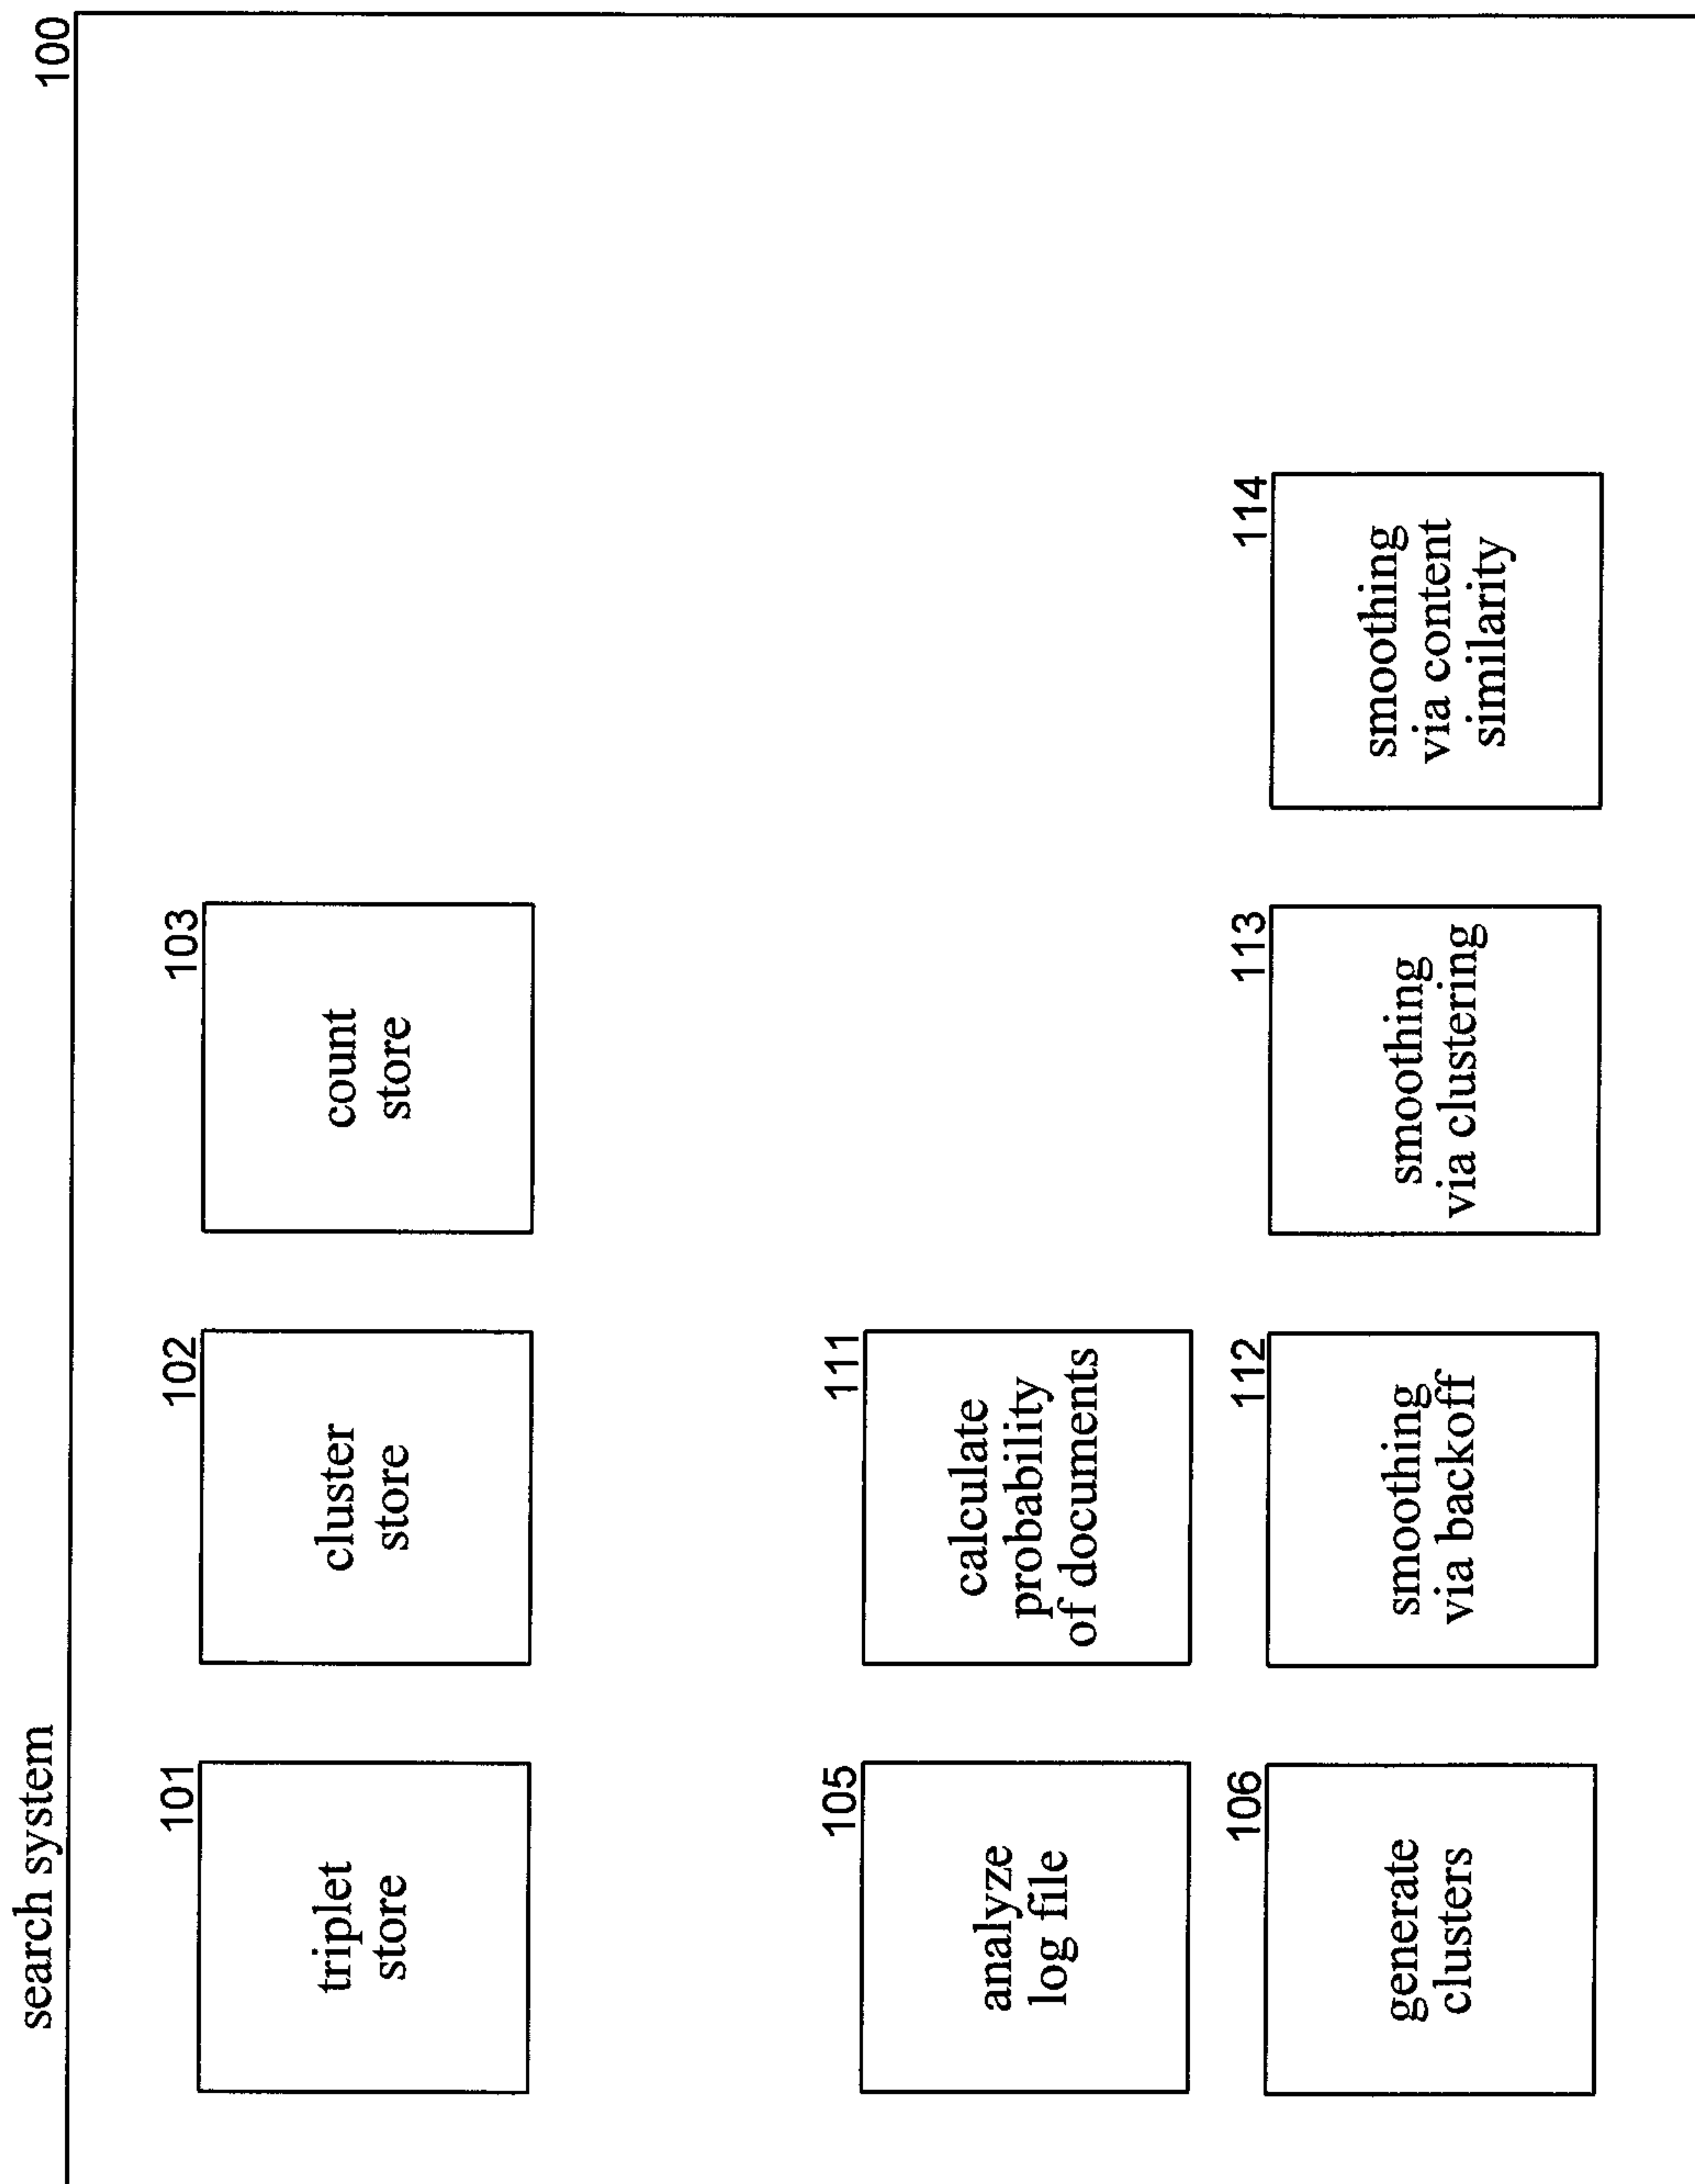 search system
100
101
triplet
store
102
cluster
store
103
count
store
105
analyze
log file
111
calculate
probability
of documents
106
generate
clusters
112
smoothing
via backoff
113
smoothing
via clustering
114
smoothing
via content
similarity